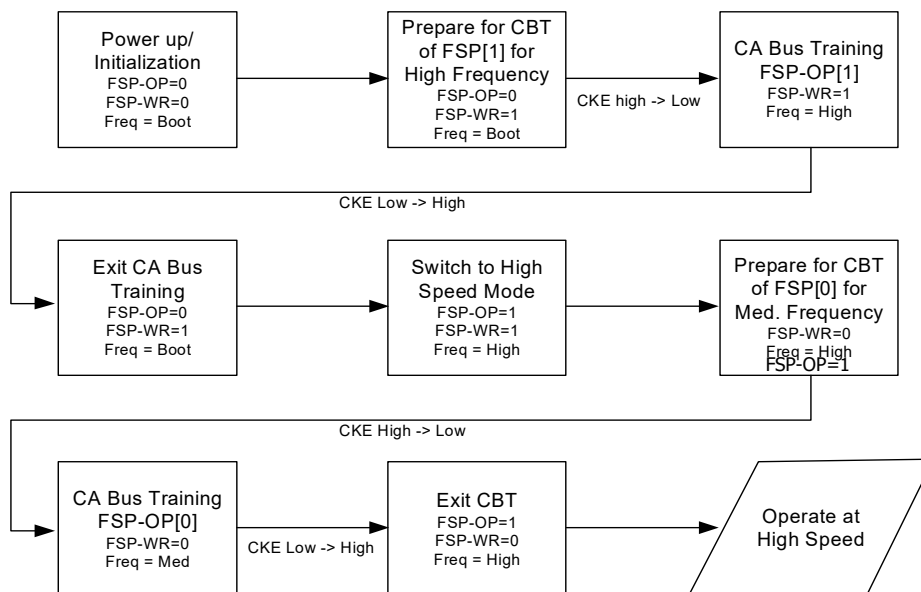 Power up/
Initialization
FSP-OP=0
FSP-WR=0
Freq = Boot
Prepare for CBT
of FSP[1] for
High Frequency
FSP-OP=0
FSP-WR=1
Freq = Boot
CKE high -> Low
CA Bus Training
FSP-OP[1]
FSP-WR=1
Freq = High
CKE Low -> High
Exit CA Bus
Training
FSP-OP=0
FSP-WR=1
Freq = Boot
Switch to High
Speed Mode
FSP-OP=1
FSP-WR=1
Freq = High
Prepare for CBT
of FSP[0] for
Med. Frequency
FSP-WR=0
Freq = High
FSP-OP=1
CKE High -> Low
CA Bus Training
FSP-OP[0]
FSP-WR=0
Freq = Med
CKE Low -> High
Exit CBT
FSP-OP=1
FSP-WR=0
Freq = High
Operate at
High Speed